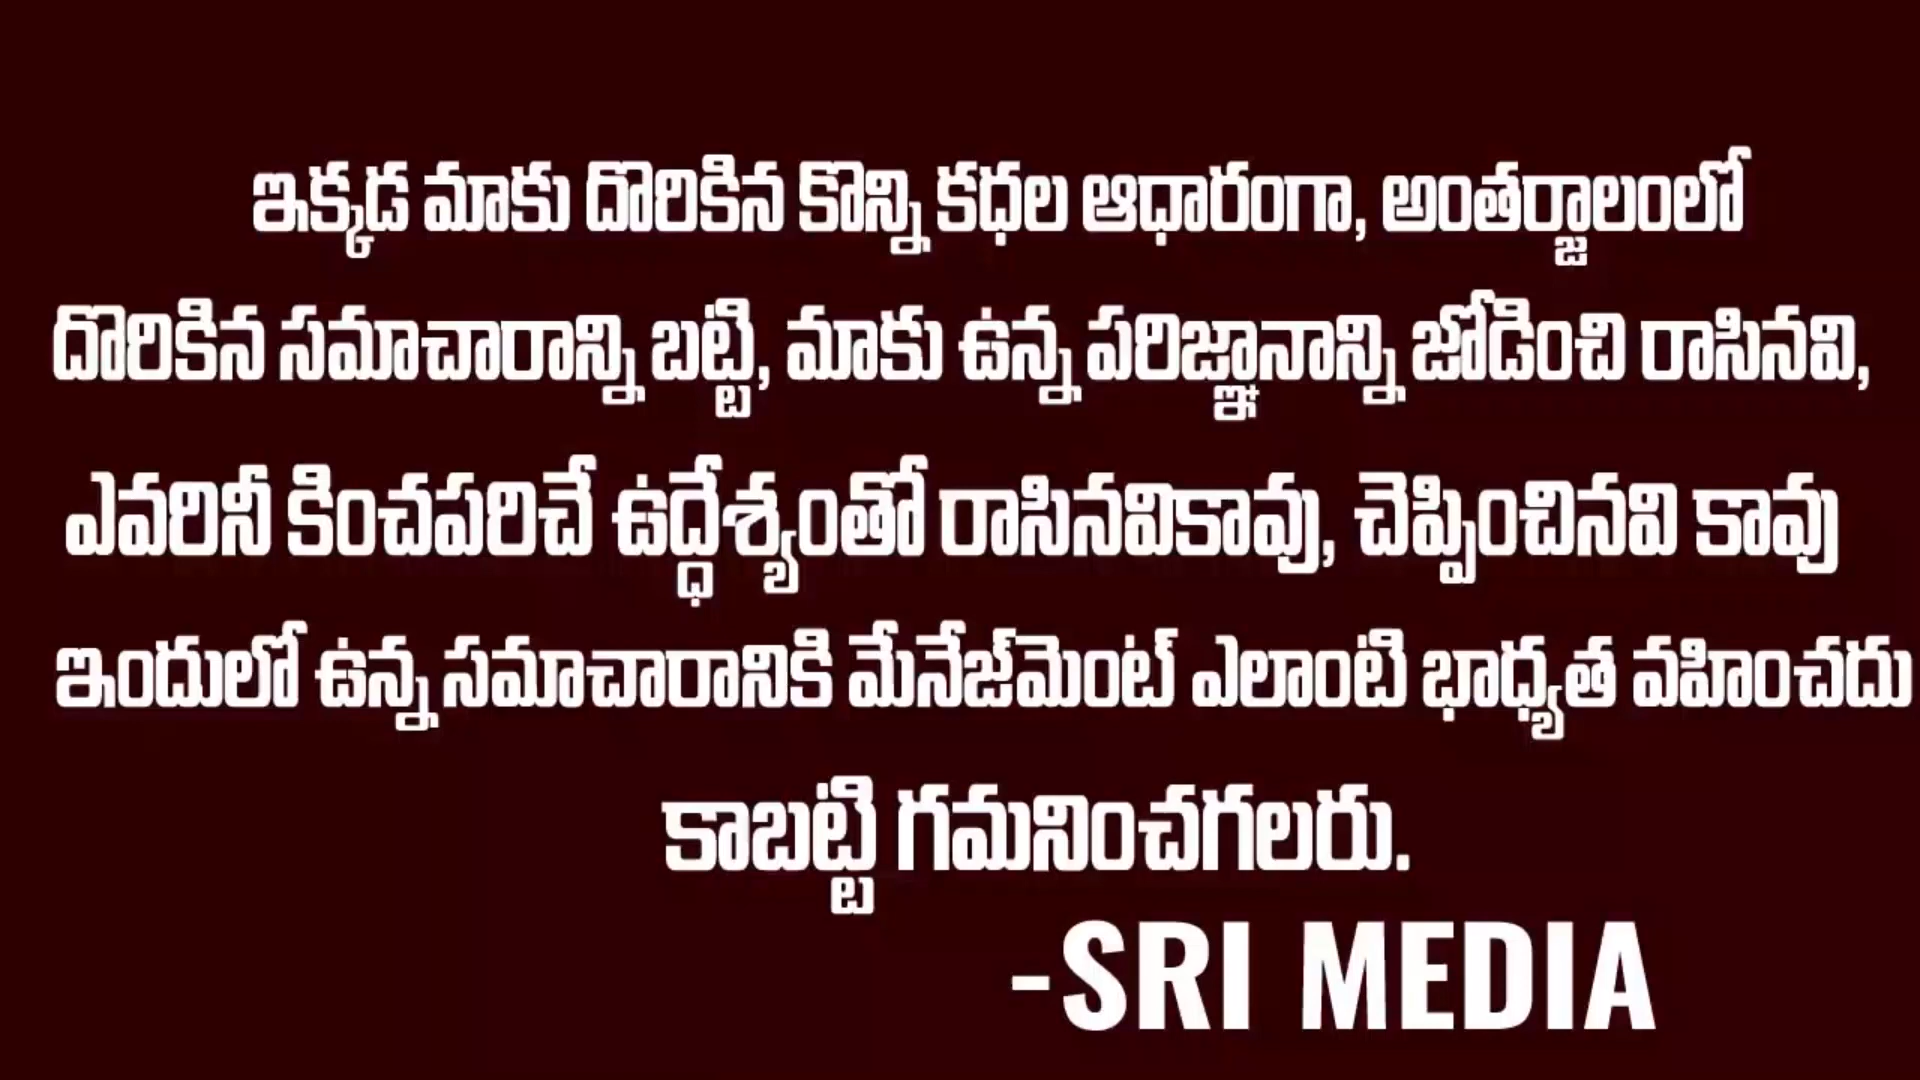 ఇక్కడ మాకు దొరికిన కొన్ని కధల ఆధారంగా, అంతర్జాలంలో
దొరికిన సమాచారాన్ని బట్టి, మాకు ఉన్న పరిజ్ఞానాన్ని జోడించి రాసినవి,
ఎవరినీ కించపరిచే ఉద్ధేశ్యంతో రాసినవికావు, చెప్పించినవి కావు
ఇందులో ఉన్న సమాచారానికి మేనేజ్‌మెంట్ ఎలాంటి భాధ్యత వహించదు
కాబట్టి గమనించగలరు.
-SRI MEDIA